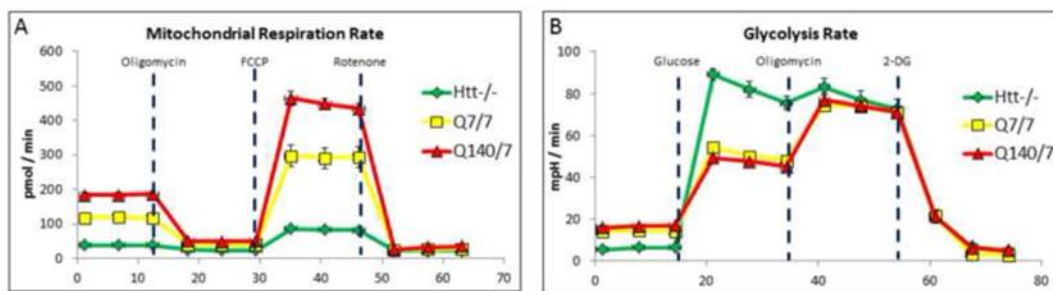 A
Mitochondrial Respiration Rate
Oligomycin FCCP Rotenone
600
500
400
300
200
100
0
pmol / min
0 10 20 30 40 50 60 70
Htt-/-
Q7/7
Q140/7
B
Glycolysis Rate
Glucose Oligomycin 2-DG
100
80
60
40
20
0
mpH / min
0 20 40 60 80
Htt-/-
Q7/7
Q140/7